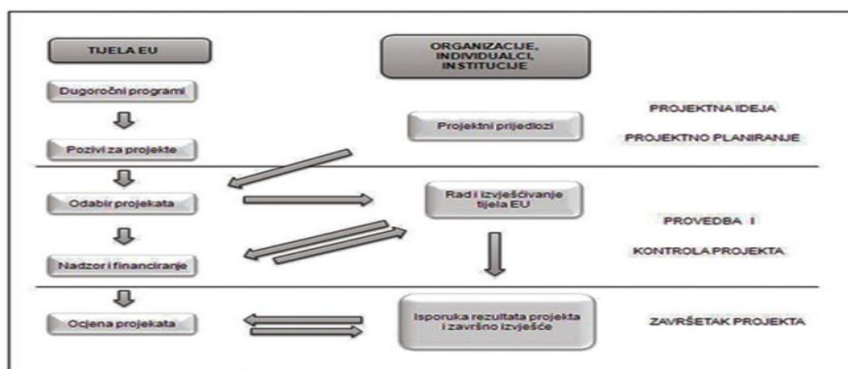 TIJELA EU
ORGANIZACIJE,
INDIVIDUALCI,
INSTITUCIJE
Dugoročni programi
Projektni prijedlozi
PROJEKTNA IDEJA
PROJEKTNO PLANIRANJE
Pozivi za projekte
Odabir projekata
Rad i izvješćivanje
tijela EU
PROVEDBA I
KONTROLA PROJEKTA
Nadzor i financiranje
Ocjena projekata
Isporuka rezultata projekta
i završno izvješće
ZAVRŠETAK PROJEKTA